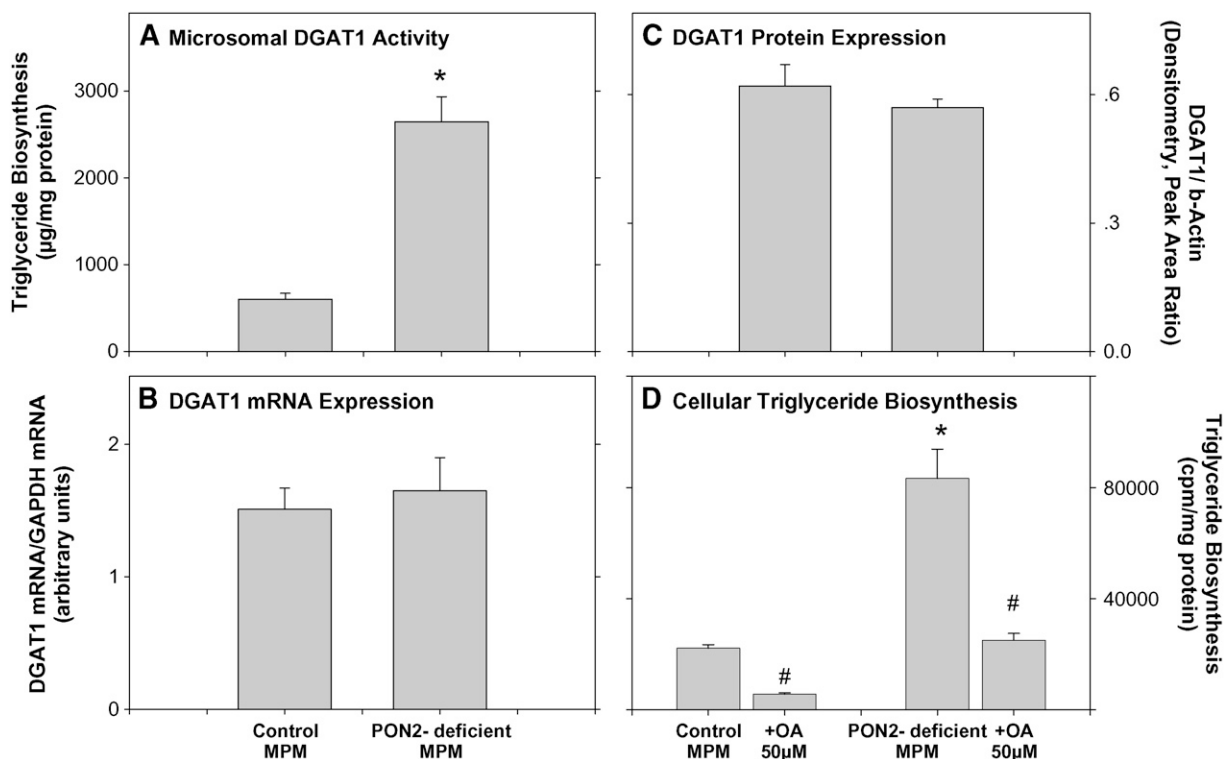 A Microsomal DGAT1 Activity
*
Triglyceride Biosynthesis
(µg/mg protein)
3000
2000
1000
0
C DGAT1 Protein Expression
.6
.3
0.0
DGAT1/ b-Actin
(Densitometry, Peak Area Ratio)
B DGAT1 mRNA Expression
DGAT1 mRNA/GAPDH mRNA
(arbitrary units)
2
1
0
Control
MPM
PON2- deficient
MPM
D Cellular Triglyceride Biosynthesis
*
#
#
80000
40000
Triglyceride Biosynthesis
(cpm/mg protein)
Control
MPM
+OA
50µM
PON2- deficient
MPM
+OA
50µM